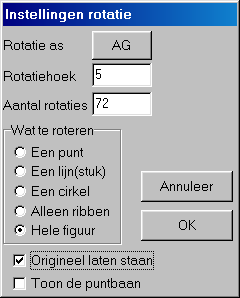 Instellingen rotatie
Rotatie as AG
Rotatiehoek 5
Aantal rotaties 72
Wat te roteren
Een punt
Een lijn(stuk)
Een cirkel
Alleen ribben
Hele figuur
Annuleer
OK
Origineel laten staan
Toon de puntbaan